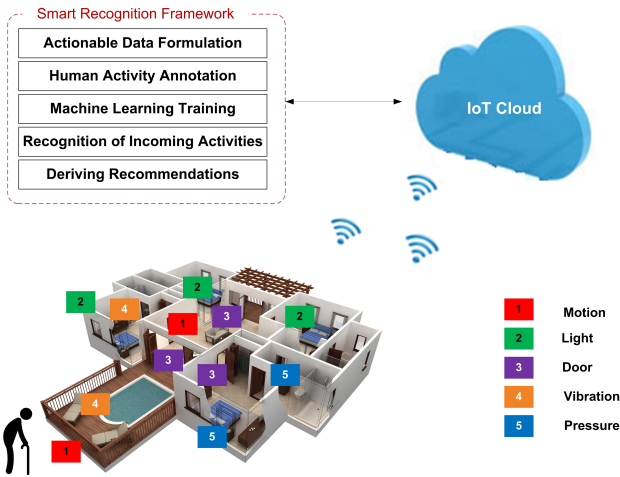 Smart Recognition Framework
Actionable Data Formulation
Human Activity Annotation
Machine Learning Training
Recognition of Incoming Activities
Deriving Recommendations
IoT Cloud
2
2
4
1
3
2
3
3
5
4
5
1
1 Motion
2 Light
3 Door
4 Vibration
5 Pressure